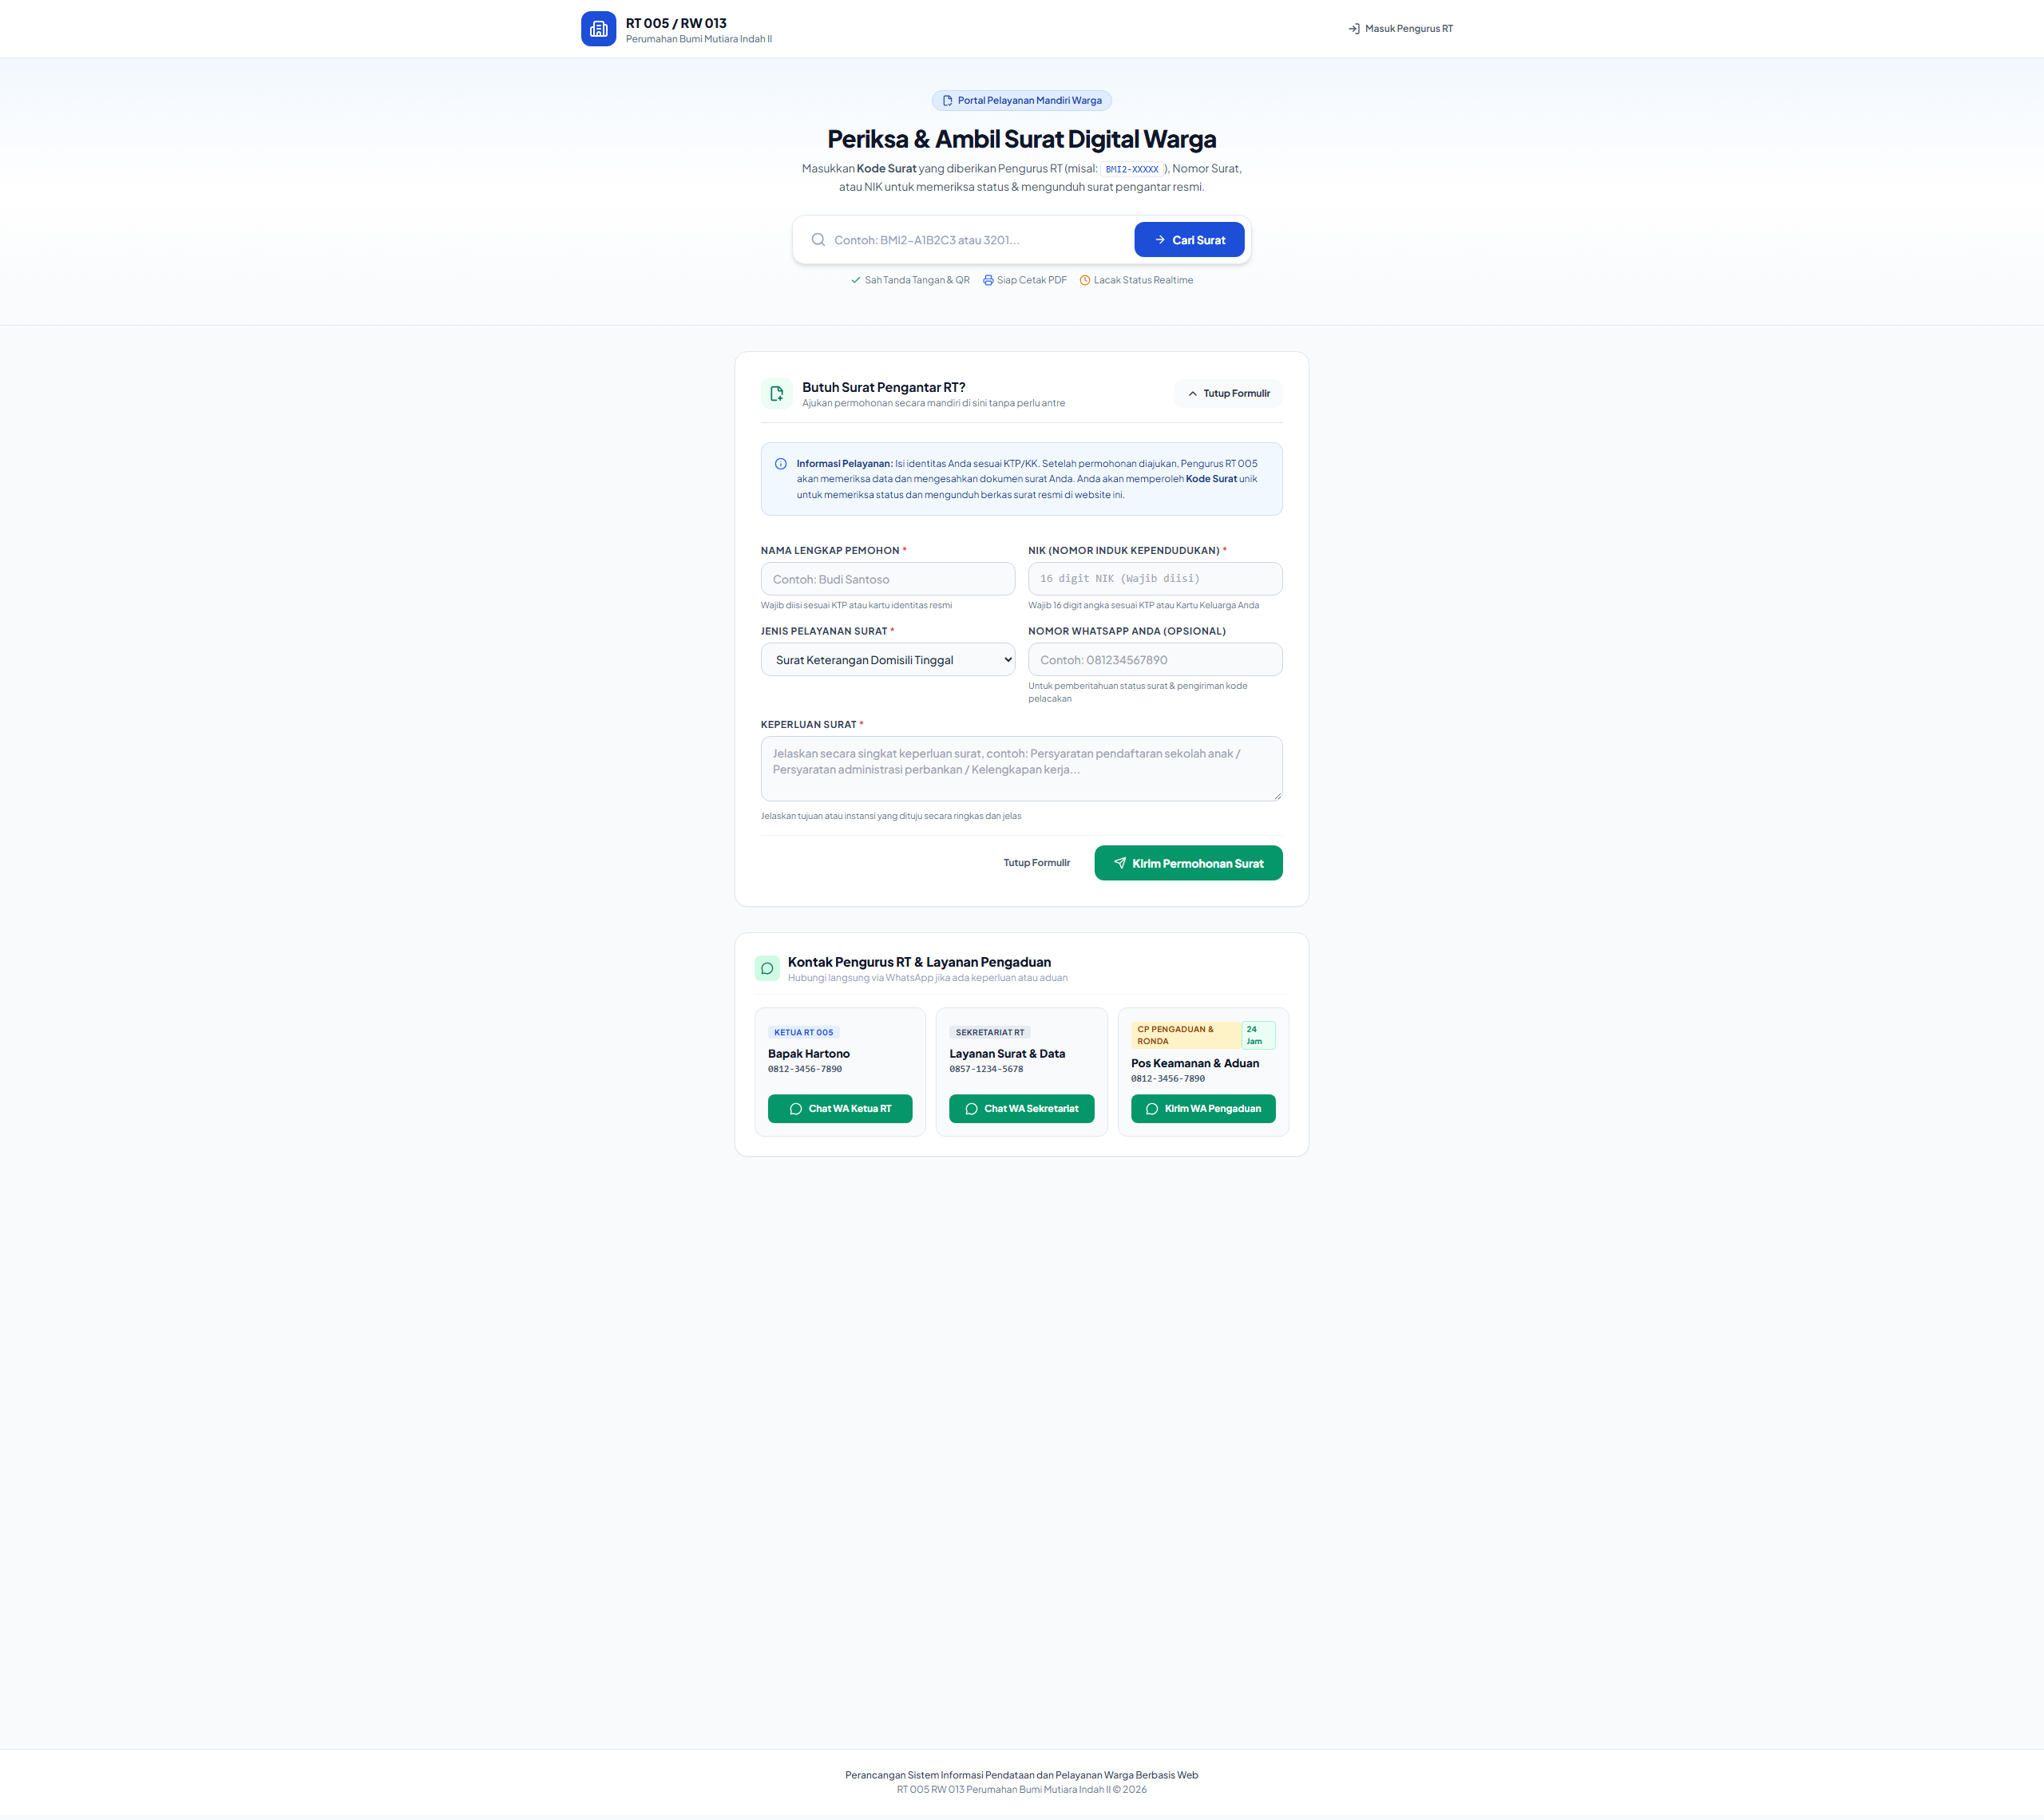 RT 005 / RW 013
Perumahan Bumi Mutiara Indah II
Masuk Pengurus RT
Portal Pelayanan Mandiri Warga
Periksa & Ambil Surat Digital Warga
Masukkan Kode Surat yang diberikan Pengurus RT (misal: BMI2-XXXXX), Nomor Surat,
atau NIK untuk memeriksa status & mengunduh surat pengantar resmi.
Contoh: BMI2-A1B2C3 atau 3201...
Cari Surat
Sah Tanda Tangan & QR
Siap Cetak PDF
Lacak Status Realtime
Butuh Surat Pengantar RT?
Ajukan permohonan secara mandiri di sini tanpa perlu antre
Tutup Formulir
Informasi Pelayanan: Isi identitas Anda sesuai KTP/KK. Setelah permohonan diajukan, Pengurus RT 005
akan memeriksa data dan mengesahkan dokumen surat Anda. Anda akan memperoleh Kode Surat unik
untuk memeriksa status dan mengunduh berkas surat resmi di website ini.
NAMA LENGKAP PEMOHON *
Contoh: Budi Santoso
Wajib diisi sesuai KTP atau kartu identitas resmi
NIK (NOMOR INDUK KEPENDUDUKAN) *
16 digit NIK (Wajib diisi)
Wajib 16 digit angka sesuai KTP atau Kartu Keluarga Anda
JENIS PELAYANAN SURAT *
Surat Keterangan Domisili Tinggal
NOMOR WHATSAPP ANDA (OPSIONAL)
Contoh: 081234567890
Untuk pemberitahuan status surat & pengiriman kode
pelacakan
KEPERLUAN SURAT *
Jelaskan secara singkat keperluan surat, contoh: Persyaratan pendaftaran sekolah anak /
Persyaratan administrasi perbankan / Kelengkapan kerja...
Jelaskan tujuan atau instansi yang dituju secara ringkas dan jelas
Tutup Formulir
Kirim Permohonan Surat
Kontak Pengurus RT & Layanan Pengaduan
Hubungi langsung via WhatsApp jika ada keperluan atau aduan
KETUA RT 005
Bapak Hartono
0812-3456-7890
Chat WA Ketua RT
SEKRETARIAT RT
Layanan Surat & Data
0857-1234-5678
Chat WA Sekretariat
CP PENGADUAN &
RONDA
24
Jam
Pos Keamanan & Aduan
0812-3456-7890
Kirim WA Pengaduan
Perancangan Sistem Informasi Pendataan dan Pelayanan Warga Berbasis Web
RT 005 RW 013 Perumahan Bumi Mutiara Indah II © 2026